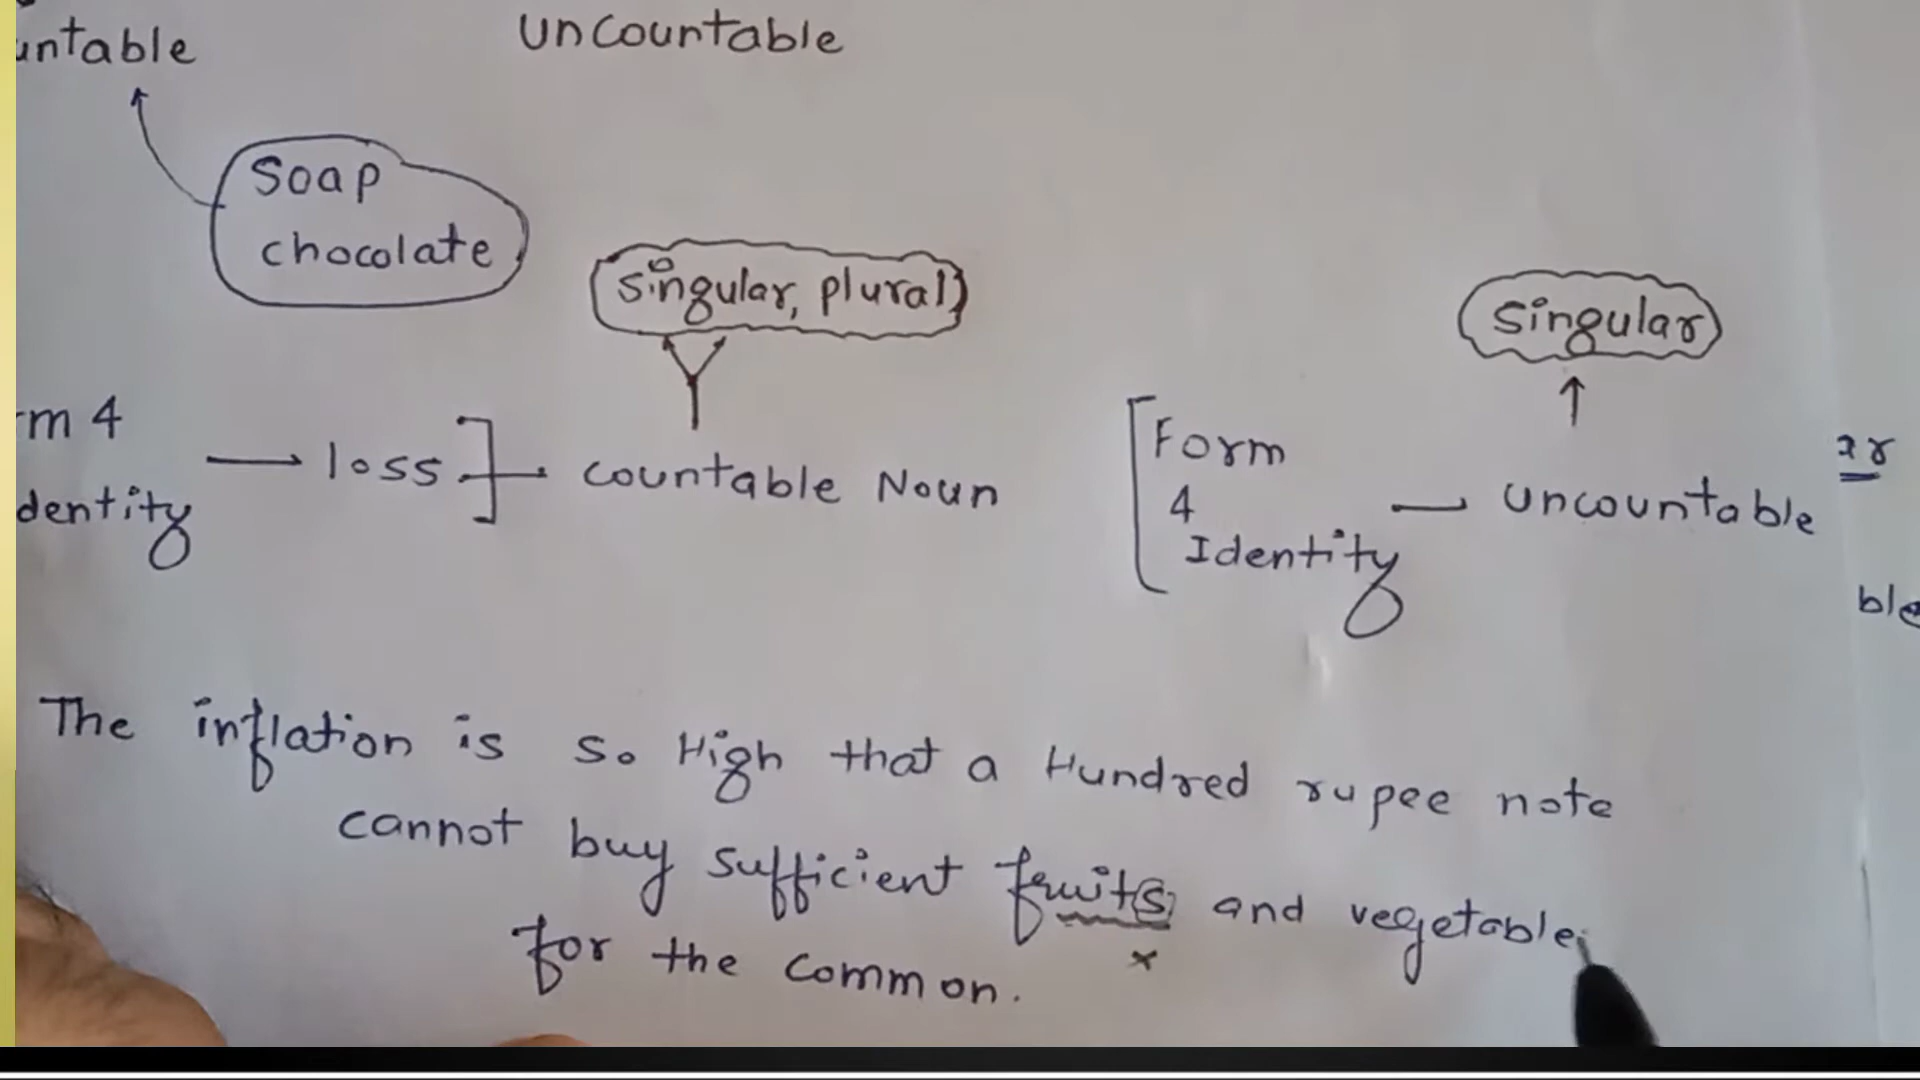 untable
uncountable
Soap
chocolate
singular, plural
singular
m 4
dentity
loss
countable Noun
Form
4
Identity
uncountable
ar
ble
The inflation is so High that a Hundred rupee note
cannot buy sufficient fruits and vegetable
x
for the common.